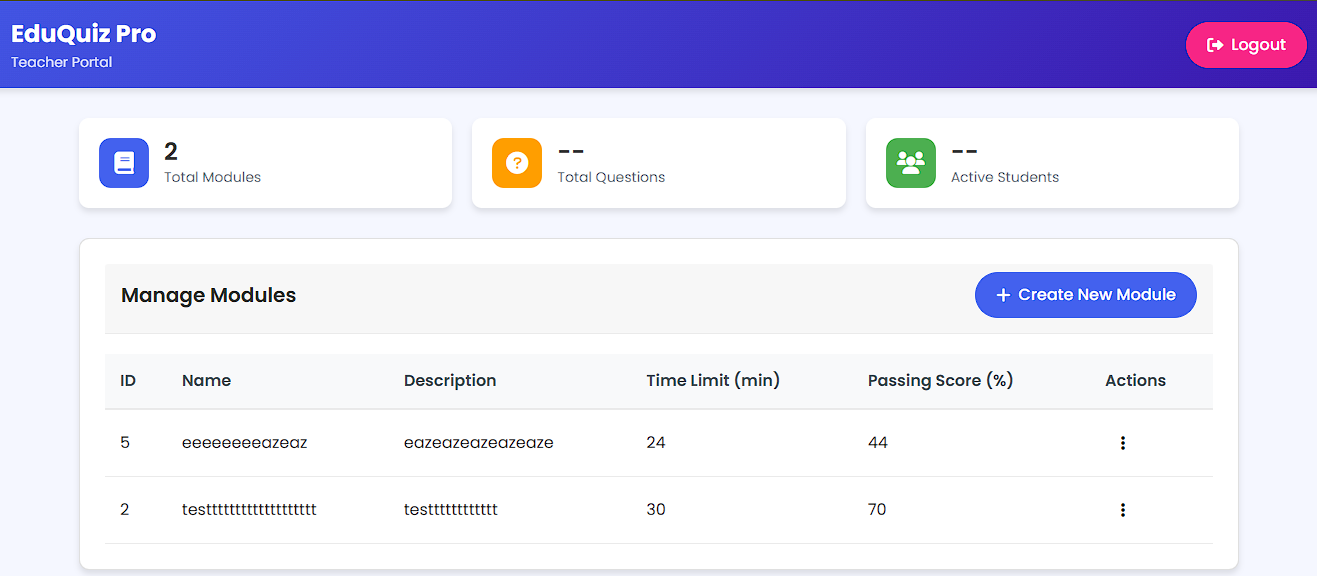 EduQuiz Pro
Teacher Portal
Logout
2
Total Modules
--
Total Questions
--
Active Students
Manage Modules
+ Create New Module
ID Name Description Time Limit (min) Passing Score (%) Actions
5 eeeeeeeeazeaz eazeazeazeazeaze 24 44
2 testttttttttttttttttttt testttttttttttt 30 70